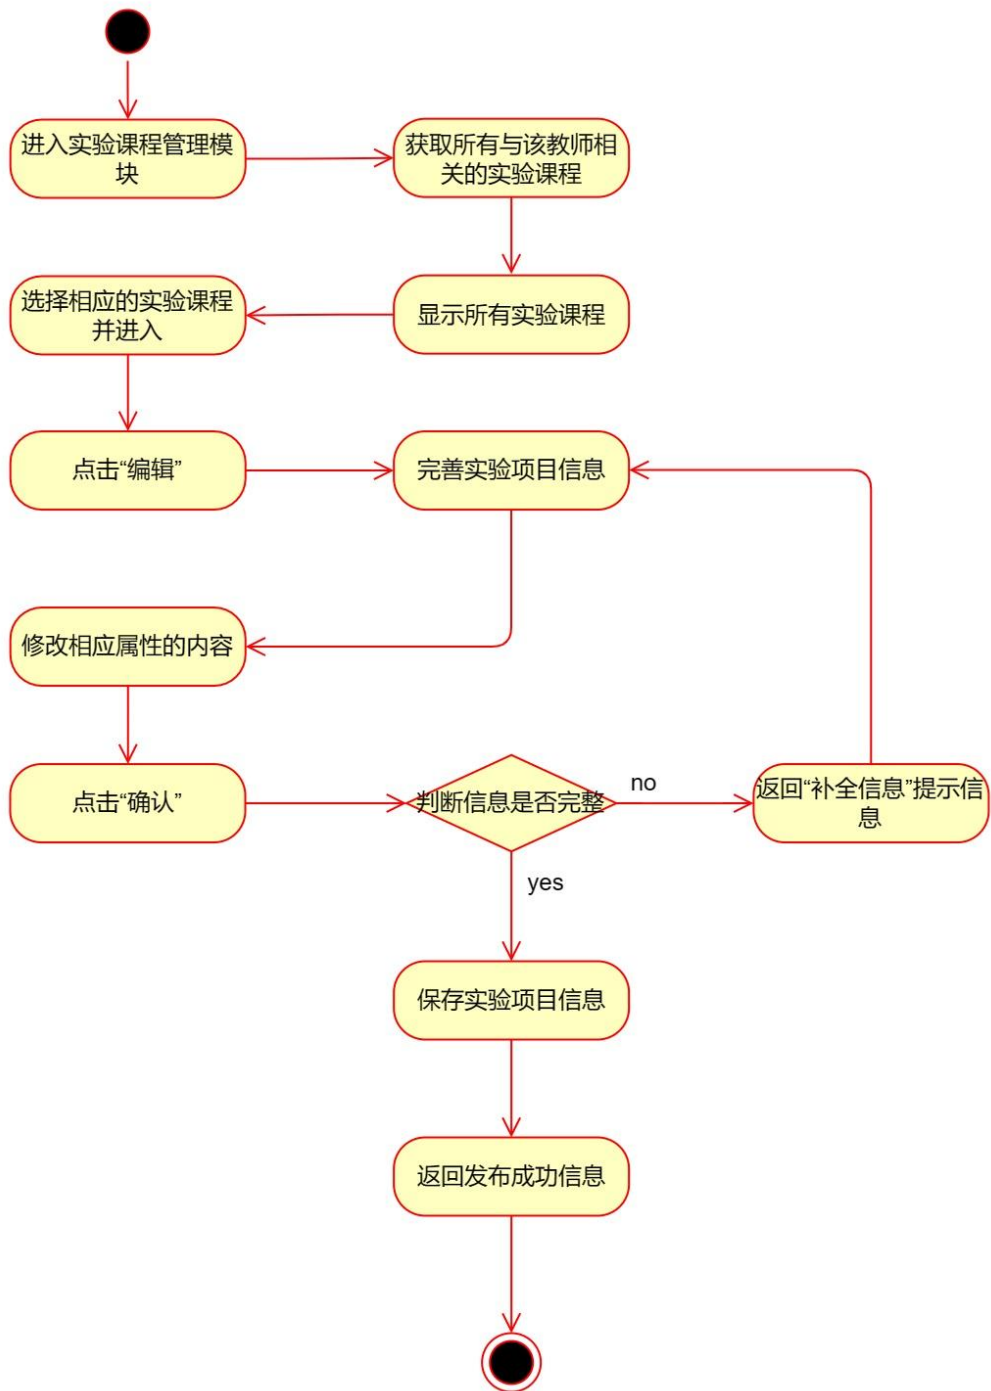 进入实验课程管理模
块
获取所有与该教师相
关的实验课程
选择相应的实验课程
并进入
显示所有实验课程
点击“编辑”
完善实验项目信息
修改相应属性的内容
点击“确认”
判断信息是否完整
no
返回“补全信息”提示信
息
yes
保存实验项目信息
返回发布成功信息